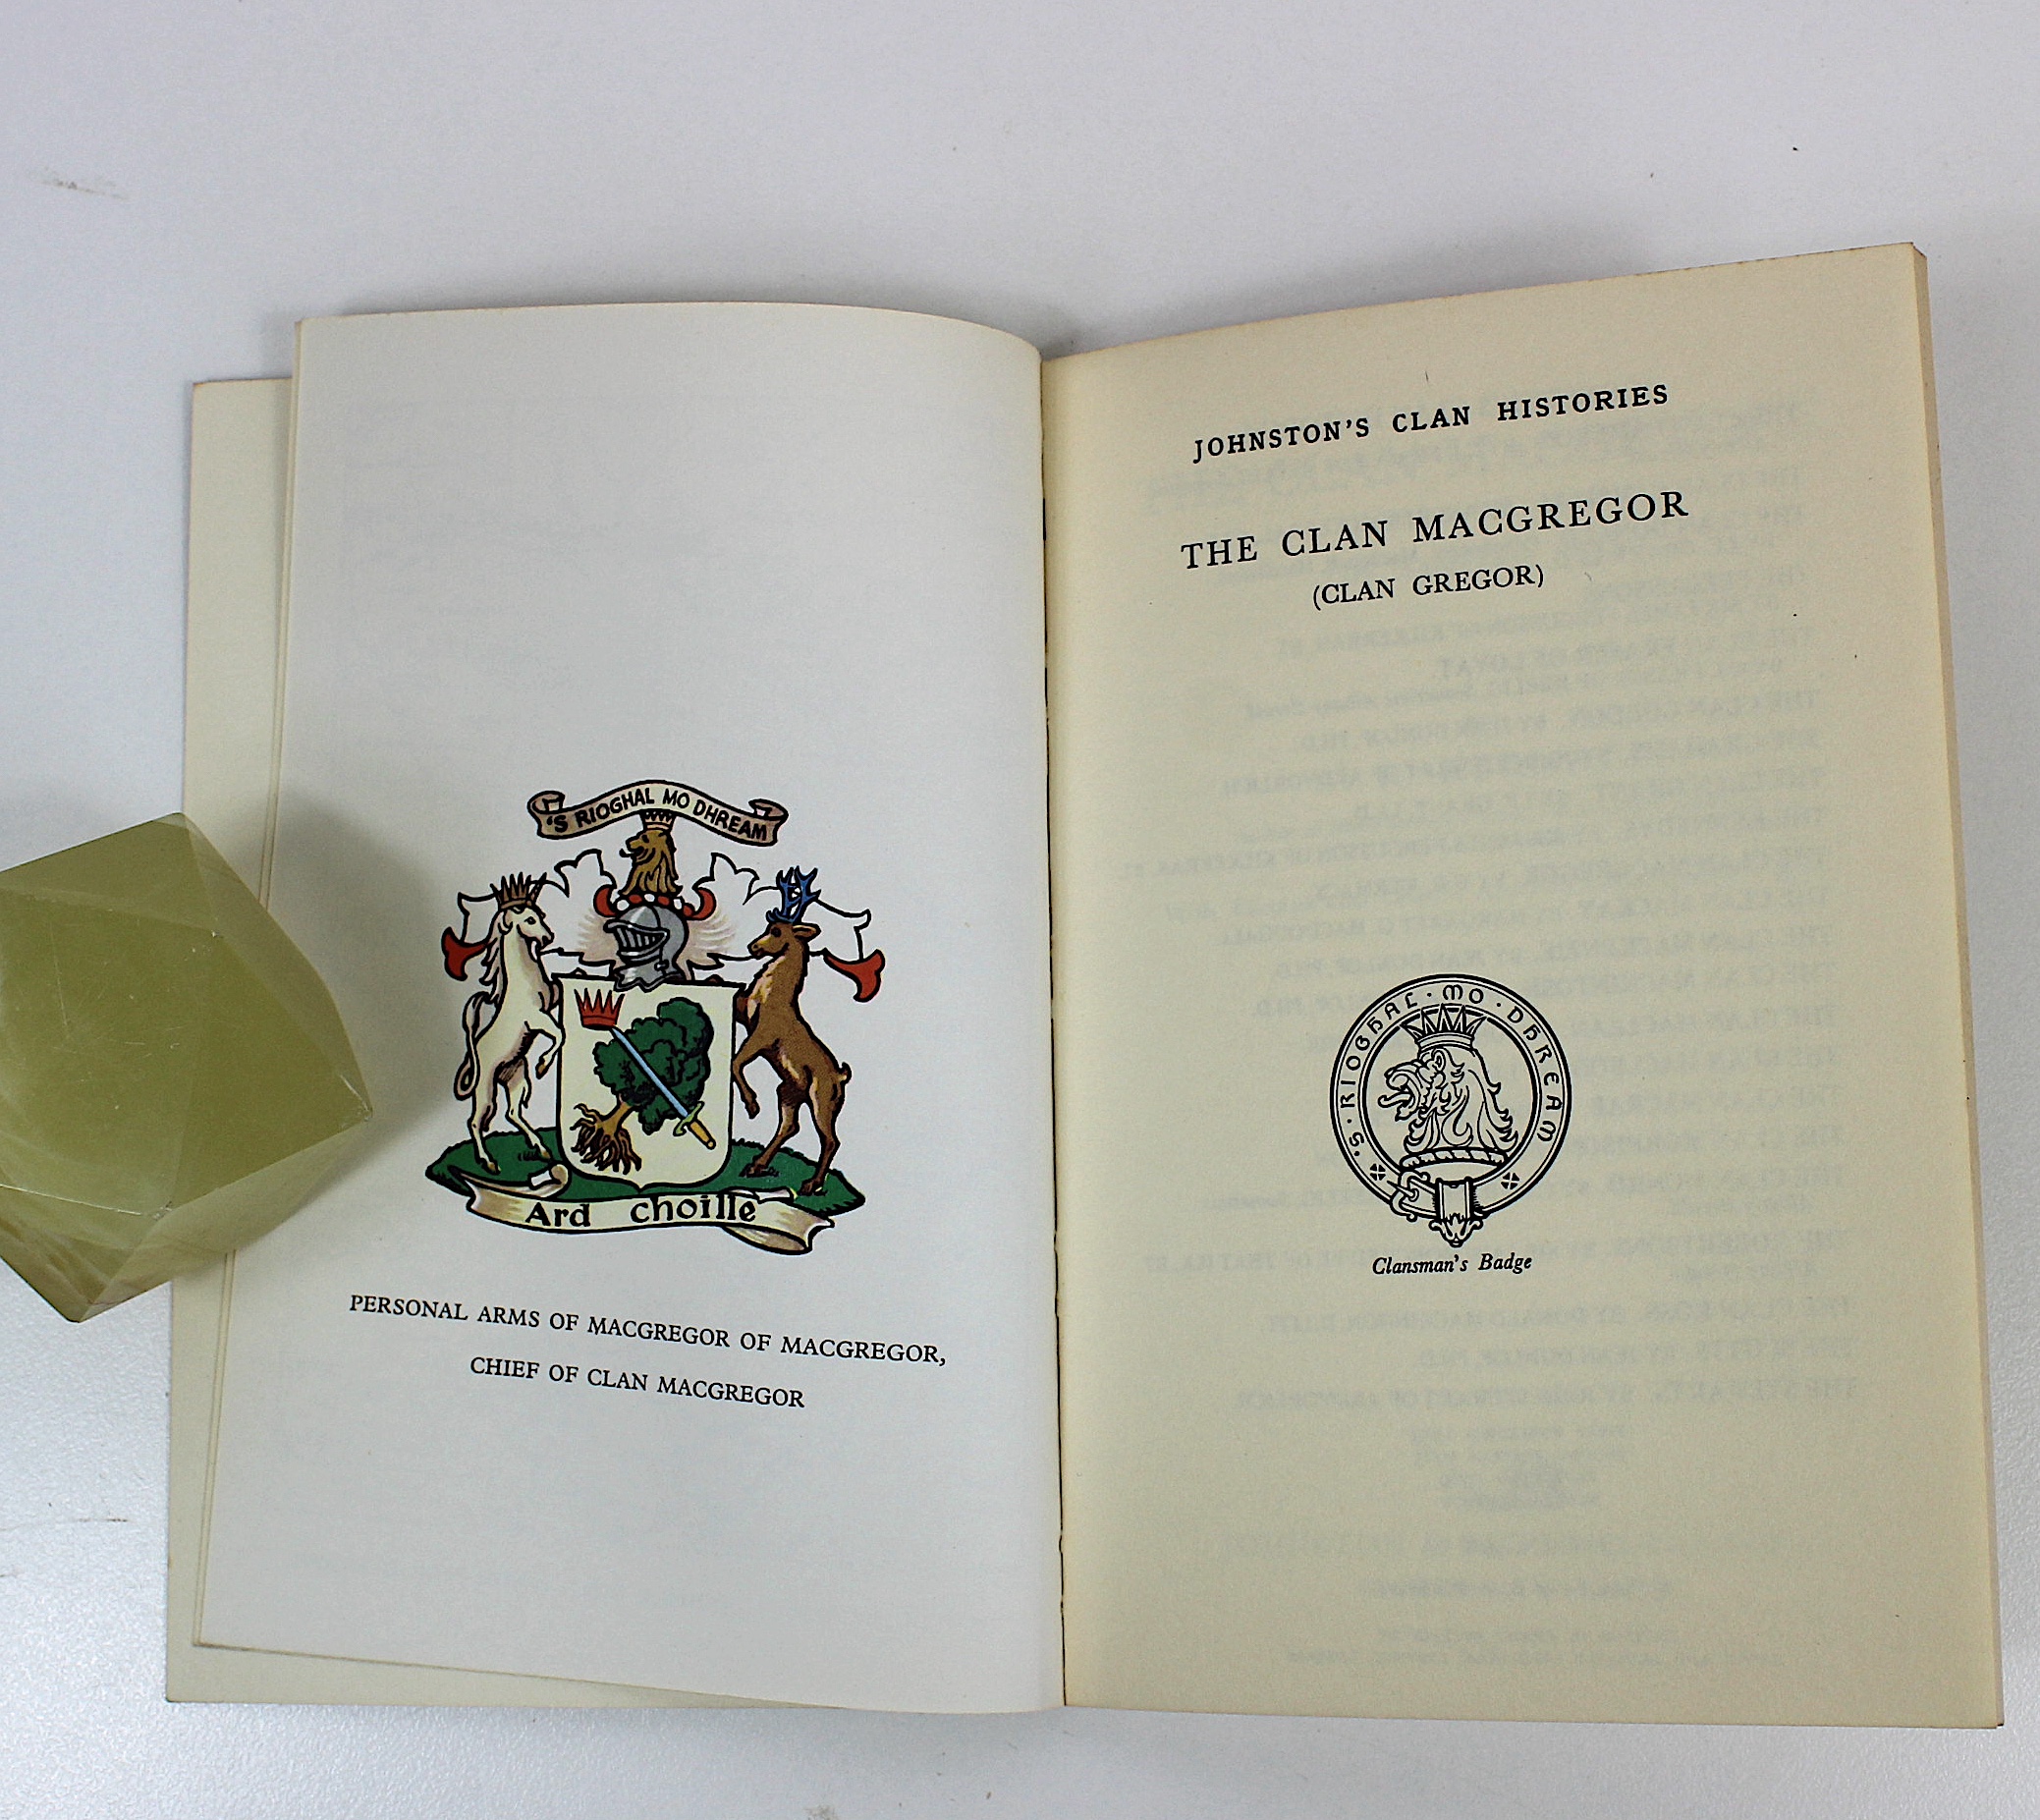 'S RIOGHAL MO DHREAM
Ard choille
PERSONAL ARMS OF MACGREGOR OF MACGREGOR,
CHIEF OF CLAN MACGREGOR
JOHNSTON'S CLAN HISTORIES
THE CLAN MACGREGOR
(CLAN GREGOR)
'S · RIOGHAL · MO · DHREAM
Clansman's Badge